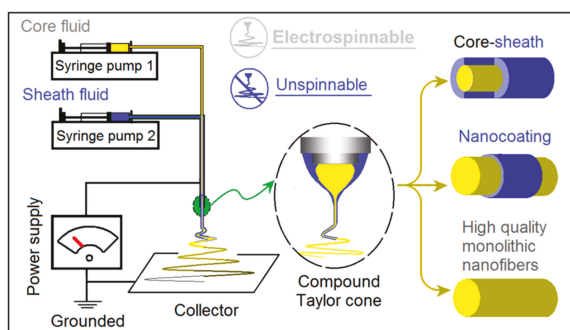 Core fluid
Syringe pump 1
Sheath fluid
Syringe pump 2
Electrospinnable
Unspinnable
Core-sheath
Nanocoating
High quality
monolithic
nanofibers
Power supply
Grounded
Collector
Compound
Taylor cone